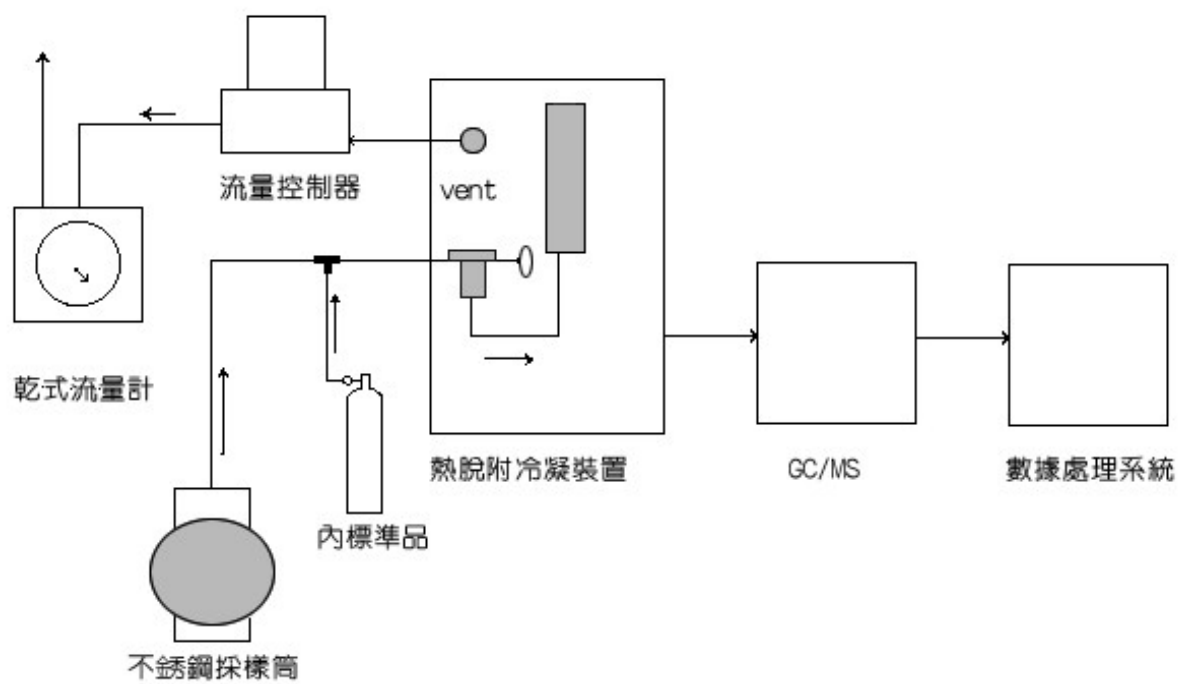 流量控制器
vent
乾式流量計
熱脫附冷凝裝置
GC/MS
數據處理系統
內標準品
不銹鋼採樣筒